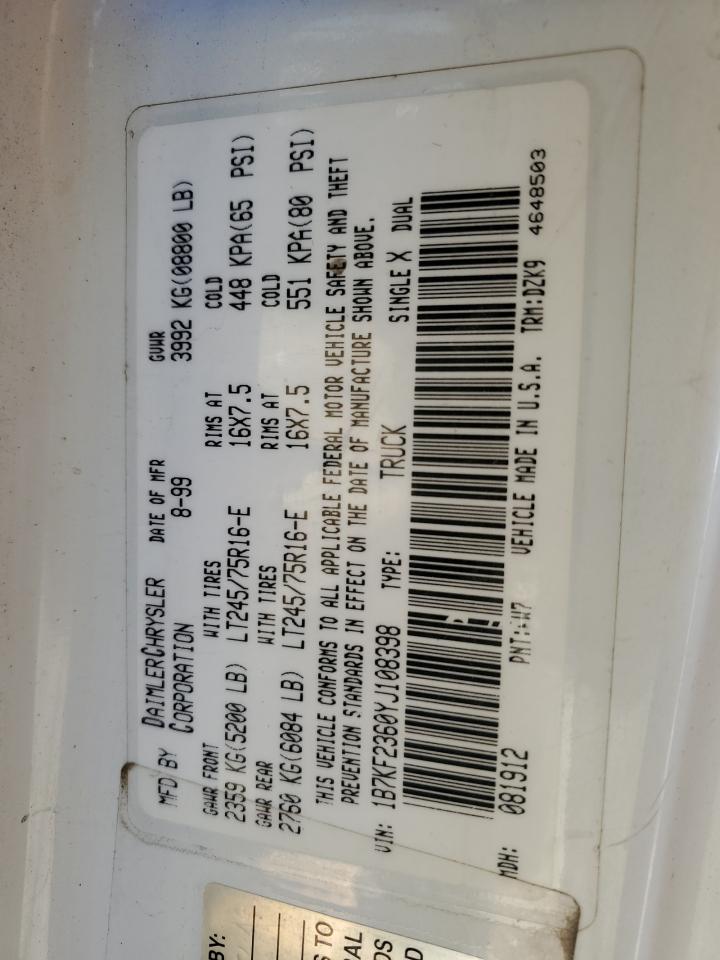 MFD BY DAIMLERCHRYSLER CORPORATION DATE OF MFR 8-99 GVWR 3992 KG(08800 LB)
GAWR FRONT WITH TIRES RIMS AT COLD
2359 KG(5200 LB) LT245/75R16-E 16X7.5 448 KPA(65 PSI)
GAWR REAR WITH TIRES RIMS AT COLD
2760 KG(6084 LB) LT245/75R16-E 16X7.5 551 KPA(80 PSI)
THIS VEHICLE CONFORMS TO ALL APPLICABLE FEDERAL MOTOR VEHICLE SAFETY AND THEFT
PREVENTION STANDARDS IN EFFECT ON THE DATE OF MANUFACTURE SHOWN ABOVE.
VIN: 1B7KF2360YJ108398 TYPE: TRUCK SINGLE X DUAL
MDH: 081912 PNT: VEHICLE MADE IN U.S.A. TRM:DZK9
4648503
BY:
S TO